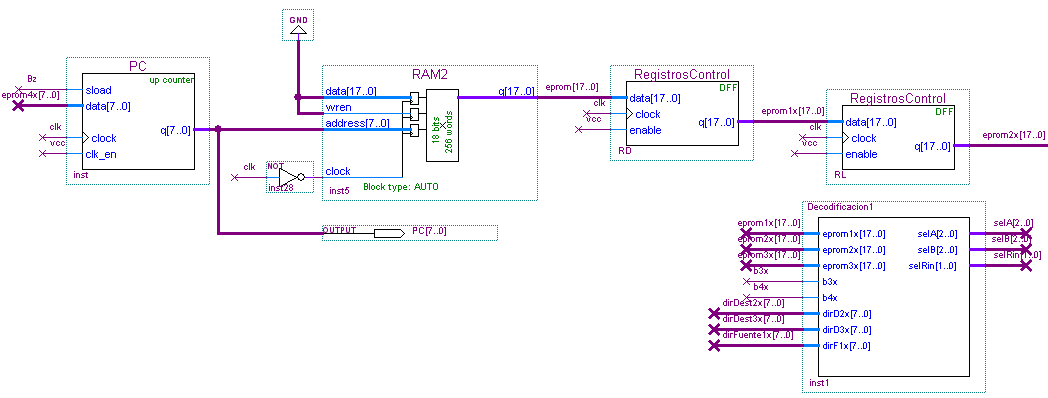 GND
PC
up counter
Bz
sload
eprom4x[7..0]
data[7..0]
q[7..0]
clk
clock
vcc
clk_en
inst
RAM2
data[17..0]
wren
address[7..0]
q[17..0]
18 bits
256 words
clk
NOT
inst28
clock
inst5
Block type: AUTO
OUTPUT
PC[7..0]
eprom[17..0]
RegistrosControl
DFF
data[17..0]
clk
clock
vcc
enable
q[17..0]
RD
eprom1x[17..0]
RegistrosControl
DFF
data[17..0]
clk
clock
vcc
enable
q[17..0]
RL
eprom2x[17..0]
Decodificacion1
eprom1x[17..0]
eprom2x[17..0]
eprom3x[17..0]
b3x
b4x
dirDest2x[7..0]
dirDest3x[7..0]
dirFuente1x[7..0]
eprom1x[17..0]
eprom2x[17..0]
eprom3x[17..0]
b3x
b4x
dirD2x[7..0]
dirD3x[7..0]
dirF1x[7..0]
selA[2..0]
selB[2..0]
selRin[1..0]
selA[2..0]
selB[2..0]
selRin[1..0]
inst1